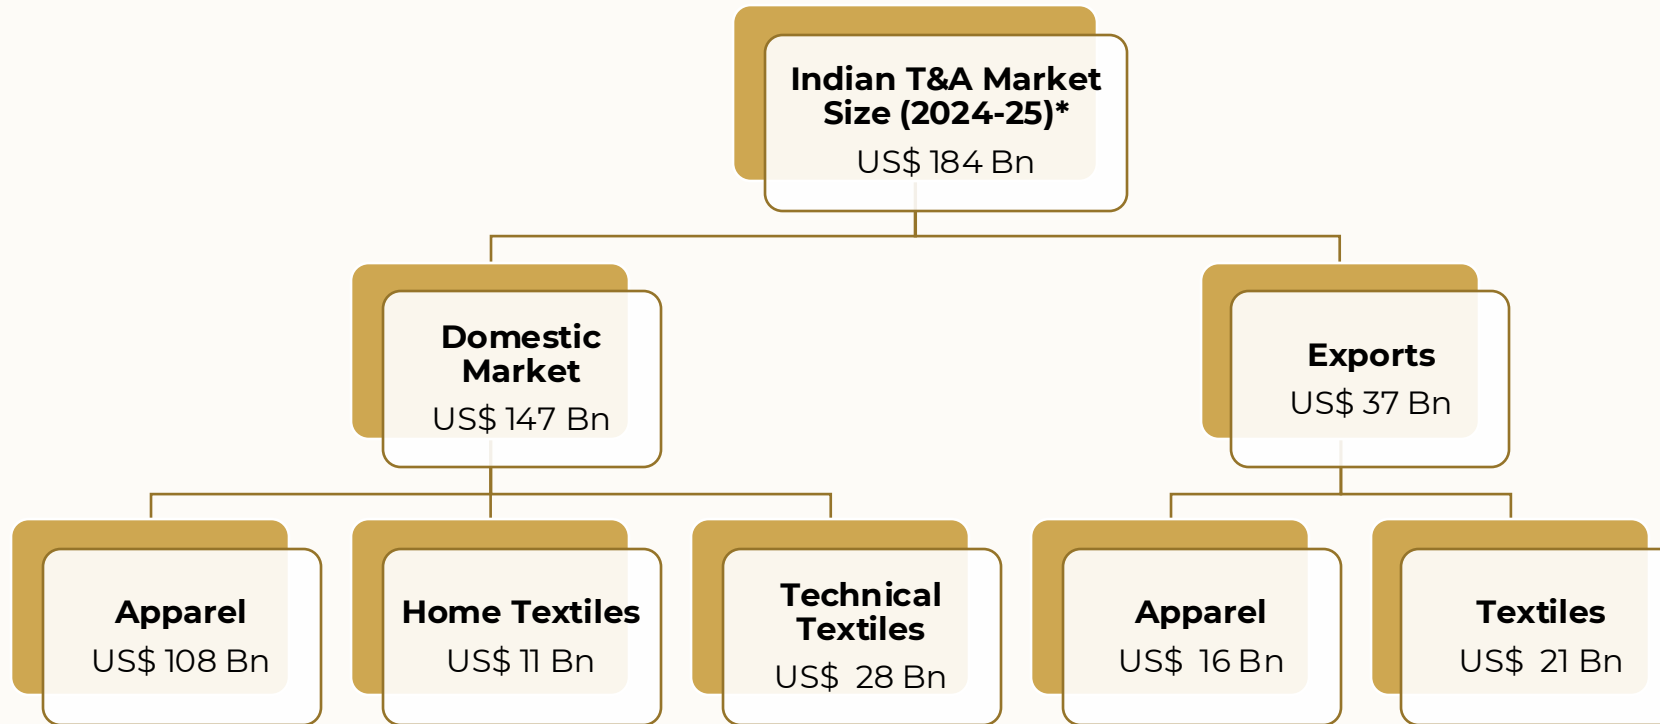 Indian T&A Market
Size (2024-25)*
US$ 184 Bn
Domestic
Market
US$ 147 Bn
Exports
US$ 37 Bn
Apparel
US$ 108 Bn
Home Textiles
US$ 11 Bn
Technical
Textiles
US$ 28 Bn
Apparel
US$ 16 Bn
Textiles
US$ 21 Bn